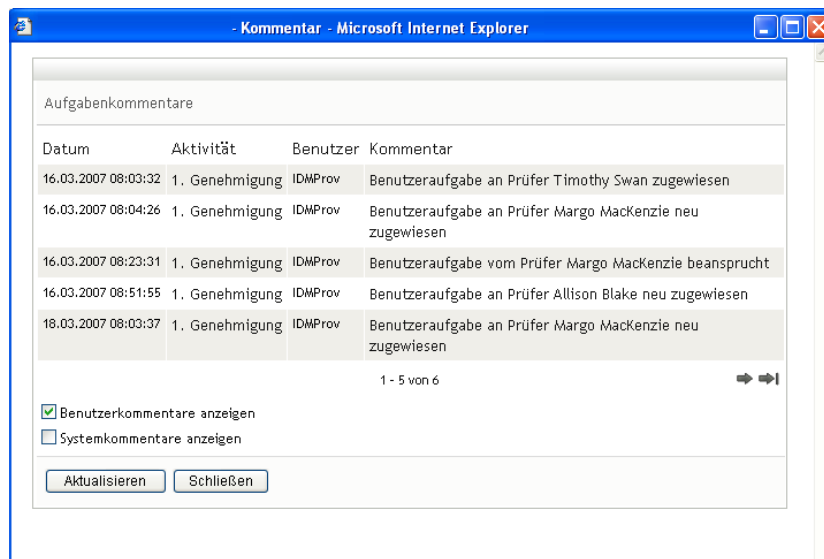 - Kommentar - Microsoft Internet Explorer
Aufgabenkommentare
Datum Aktivität Benutzer Kommentar
16.03.2007 08:03:32 1. Genehmigung IDMProv Benutzeraufgabe an Prüfer Timothy Swan zugewiesen
16.03.2007 08:04:26 1. Genehmigung IDMProv Benutzeraufgabe an Prüfer Margo MacKenzie neu
zugewiesen
16.03.2007 08:23:31 1. Genehmigung IDMProv Benutzeraufgabe vom Prüfer Margo MacKenzie beansprucht
16.03.2007 08:51:55 1. Genehmigung IDMProv Benutzeraufgabe an Prüfer Allison Blake neu zugewiesen
18.03.2007 08:03:37 1. Genehmigung IDMProv Benutzeraufgabe an Prüfer Margo MacKenzie neu
zugewiesen
1 - 5 von 6
Benutzerkommentare anzeigen
Systemkommentare anzeigen
Aktualisieren Schließen